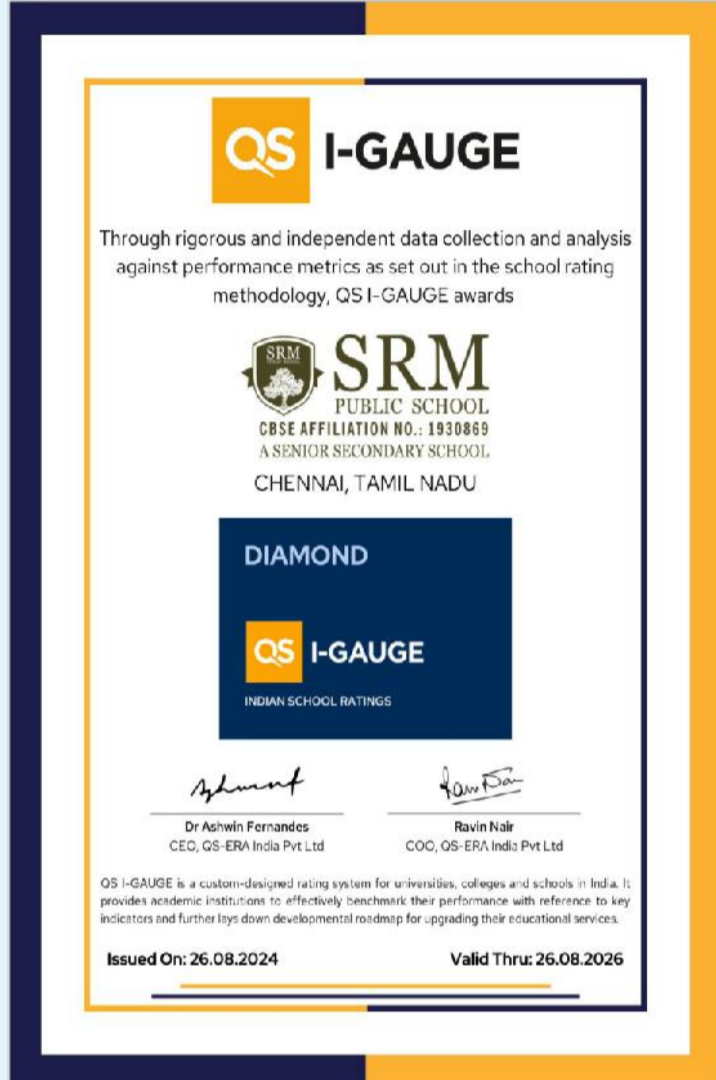 QS I-GAUGE
Through rigorous and independent data collection and analysis
against performance metrics as set out in the school rating
methodology, QS I-GAUGE awards
SRM
SRM
PUBLIC SCHOOL
CBSE AFFILIATION NO.: 1930869
A SENIOR SECONDARY SCHOOL
CHENNAI, TAMIL NADU
DIAMOND
QS I-GAUGE
INDIAN SCHOOL RATINGS
Dr Ashwin Fernandes
CEO, QS-ERA India Pvt Ltd
Ravin Nair
COO, QS-ERA India Pvt Ltd
QS I-GAUGE is a custom-designed rating system for universities, colleges and schools in India. It
provides academic institutions to effectively benchmark their performance with reference to key
indicators and further lays down developmental roadmap for upgrading their educational services.
Issued On: 26.08.2024
Valid Thru: 26.08.2026